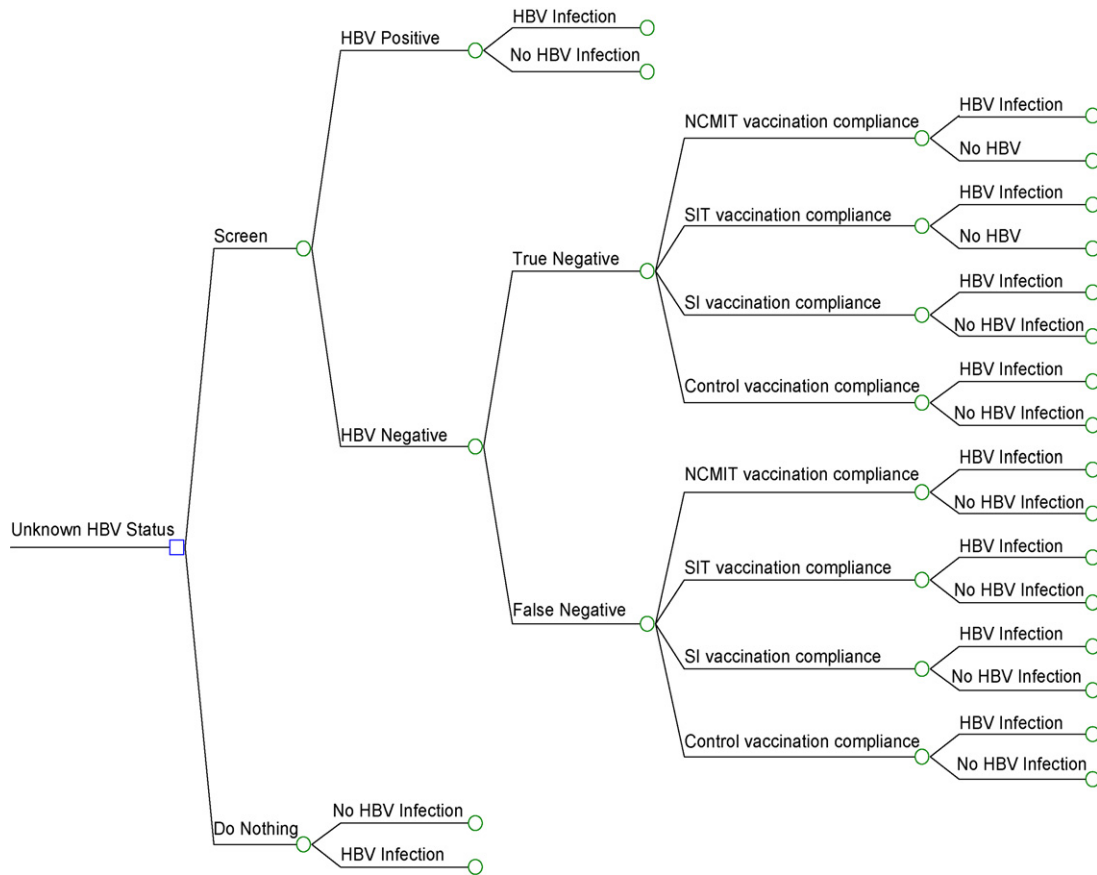 HBV Infection
HBV Positive
No HBV Infection
NCMIT vaccination compliance
HBV Infection
No HBV
SIT vaccination compliance
HBV Infection
No HBV
Screen
True Negative
SI vaccination compliance
HBV Infection
No HBV Infection
Control vaccination compliance
HBV Infection
No HBV Infection
HBV Negative
NCMIT vaccination compliance
HBV Infection
No HBV Infection
Unknown HBV Status
SIT vaccination compliance
HBV Infection
No HBV Infection
False Negative
SI vaccination compliance
HBV Infection
No HBV Infection
Control vaccination compliance
HBV Infection
No HBV Infection
Do Nothing
No HBV Infection
HBV Infection